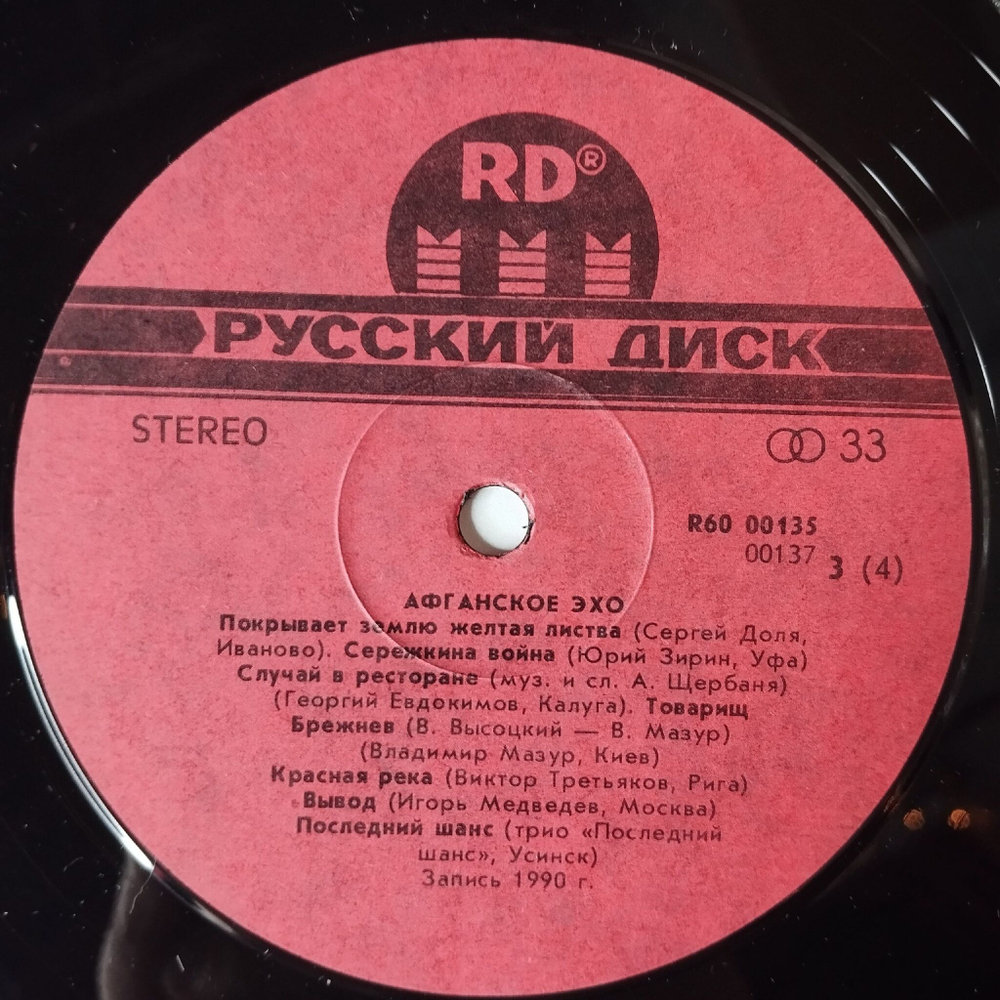 RD®
РУССКИЙ ДИСК
STEREO
33
R60 00135
00137 3 (4)
АФГАНСКОЕ ЭХО
Покрывает землю желтая листва (Сергей Доля,
Иваново). Сережкина война (Юрий Зирин, Уфа)
Случай в ресторане (муз. и сл. А. Щербаня)
(Георгий Евдокимов, Калуга). Товарищ
Брежнев (В. Высоцкий — В. Мазур)
(Владимир Мазур, Киев)
Красная река (Виктор Третьяков, Рига)
Вывод (Игорь Медведев, Москва)
Последний шанс (трио «Последний
шанс», Усинск)
Запись 1990 г.